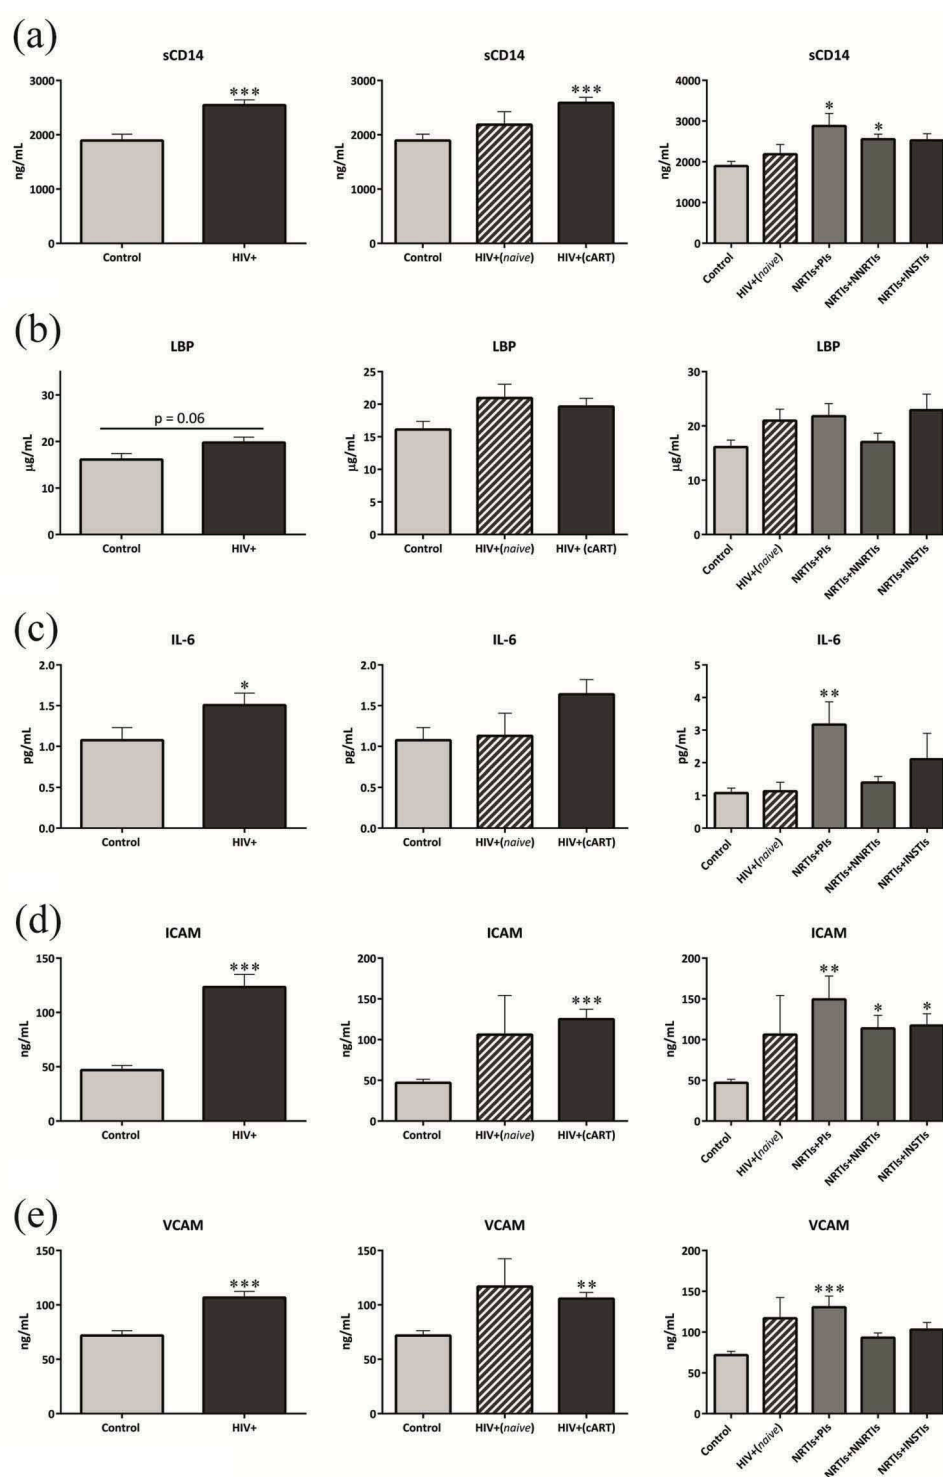 (a)
sCD14
ng/mL
3000
2000
1000
0
***
Control
HIV+
sCD14
ng/mL
3000
2000
1000
0
***
Control
HIV+(naive)
HIV+(cART)
sCD14
ng/mL
4000
3000
2000
1000
0
*
*
Control
HIV+(naive)
NRTIs+PIs
NRTIs+NNRTIs
NRTIs+INSTIs
(b)
LBP
µg/mL
30
20
10
0
p = 0.06
Control
HIV+
LBP
µg/mL
25
20
15
10
5
0
Control
HIV+(naive)
HIV+ (cART)
LBP
µg/mL
30
20
10
0
Control
HIV+(naive)
NRTIs+PIs
NRTIs+NNRTIs
NRTIs+INSTIs
(c)
IL-6
pg/mL
2.0
1.5
1.0
0.5
0.0
*
Control
HIV+
IL-6
pg/mL
2.0
1.5
1.0
0.5
0.0
Control
HIV+(naive)
HIV+(cART)
IL-6
pg/mL
5
4
3
2
1
0
**
Control
HIV+(naive)
NRTIs+PIs
NRTIs+NNRTIs
NRTIs+INSTIs
(d)
ICAM
ng/mL
150
100
50
0
***
Control
HIV+
ICAM
ng/mL
200
150
100
50
0
***
Control
HIV+(naive)
HIV+(cART)
ICAM
ng/mL
200
150
100
50
0
**
*
*
Control
HIV+(naive)
NRTIs+PIs
NRTIs+NNRTIs
NRTIs+INSTIs
(e)
VCAM
ng/mL
150
100
50
0
***
Control
HIV+
VCAM
ng/mL
150
100
50
0
**
Control
HIV+(naive)
HIV+(cART)
VCAM
ng/mL
200
150
100
50
0
***
Control
HIV+(naive)
NRTIs+PIs
NRTIs+NNRTIs
NRTIs+INSTIs